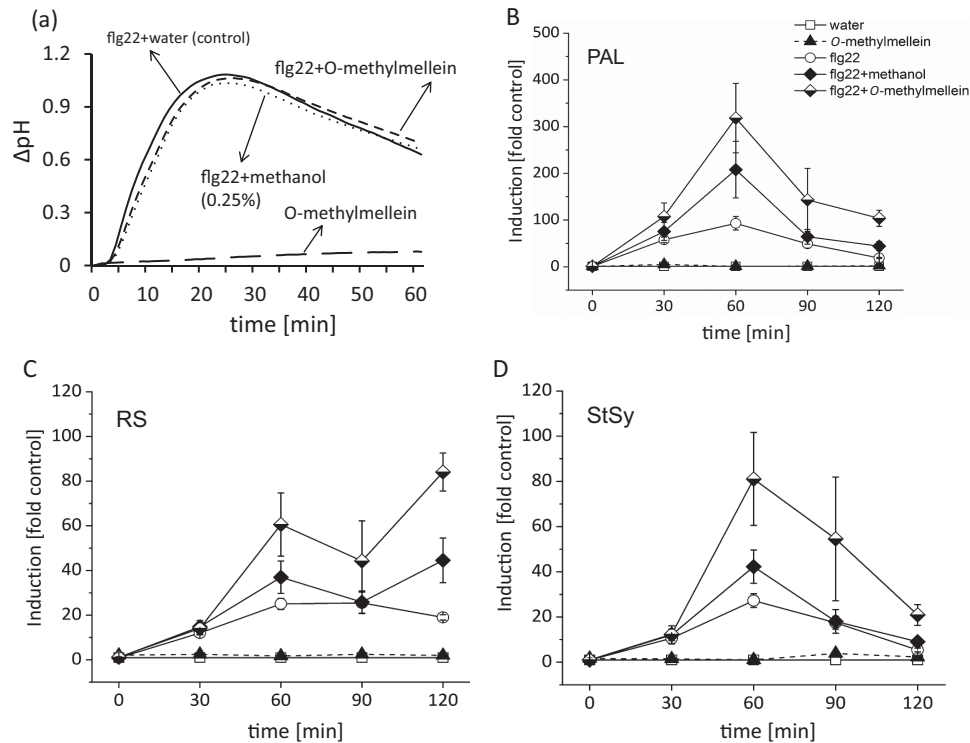 (a)
flg22+water (control)
flg22+O-methylmellein
1.2
0.9
0.6
0.3
0
ΔpH
flg22+methanol
(0.25%)
O-methylmellein
0 10 20 30 40 50 60
time [min]
B
water
O-methylmellein
flg22
flg22+methanol
flg22+O-methylmellein
PAL
500
400
300
200
100
0
Induction [fold control]
0 30 60 90 120
time [min]
C
RS
120
100
80
60
40
20
0
Induction [fold control]
0 30 60 90 120
time [min]
D
StSy
120
100
80
60
40
20
0
Induction [fold control]
0 30 60 90 120
time [min]